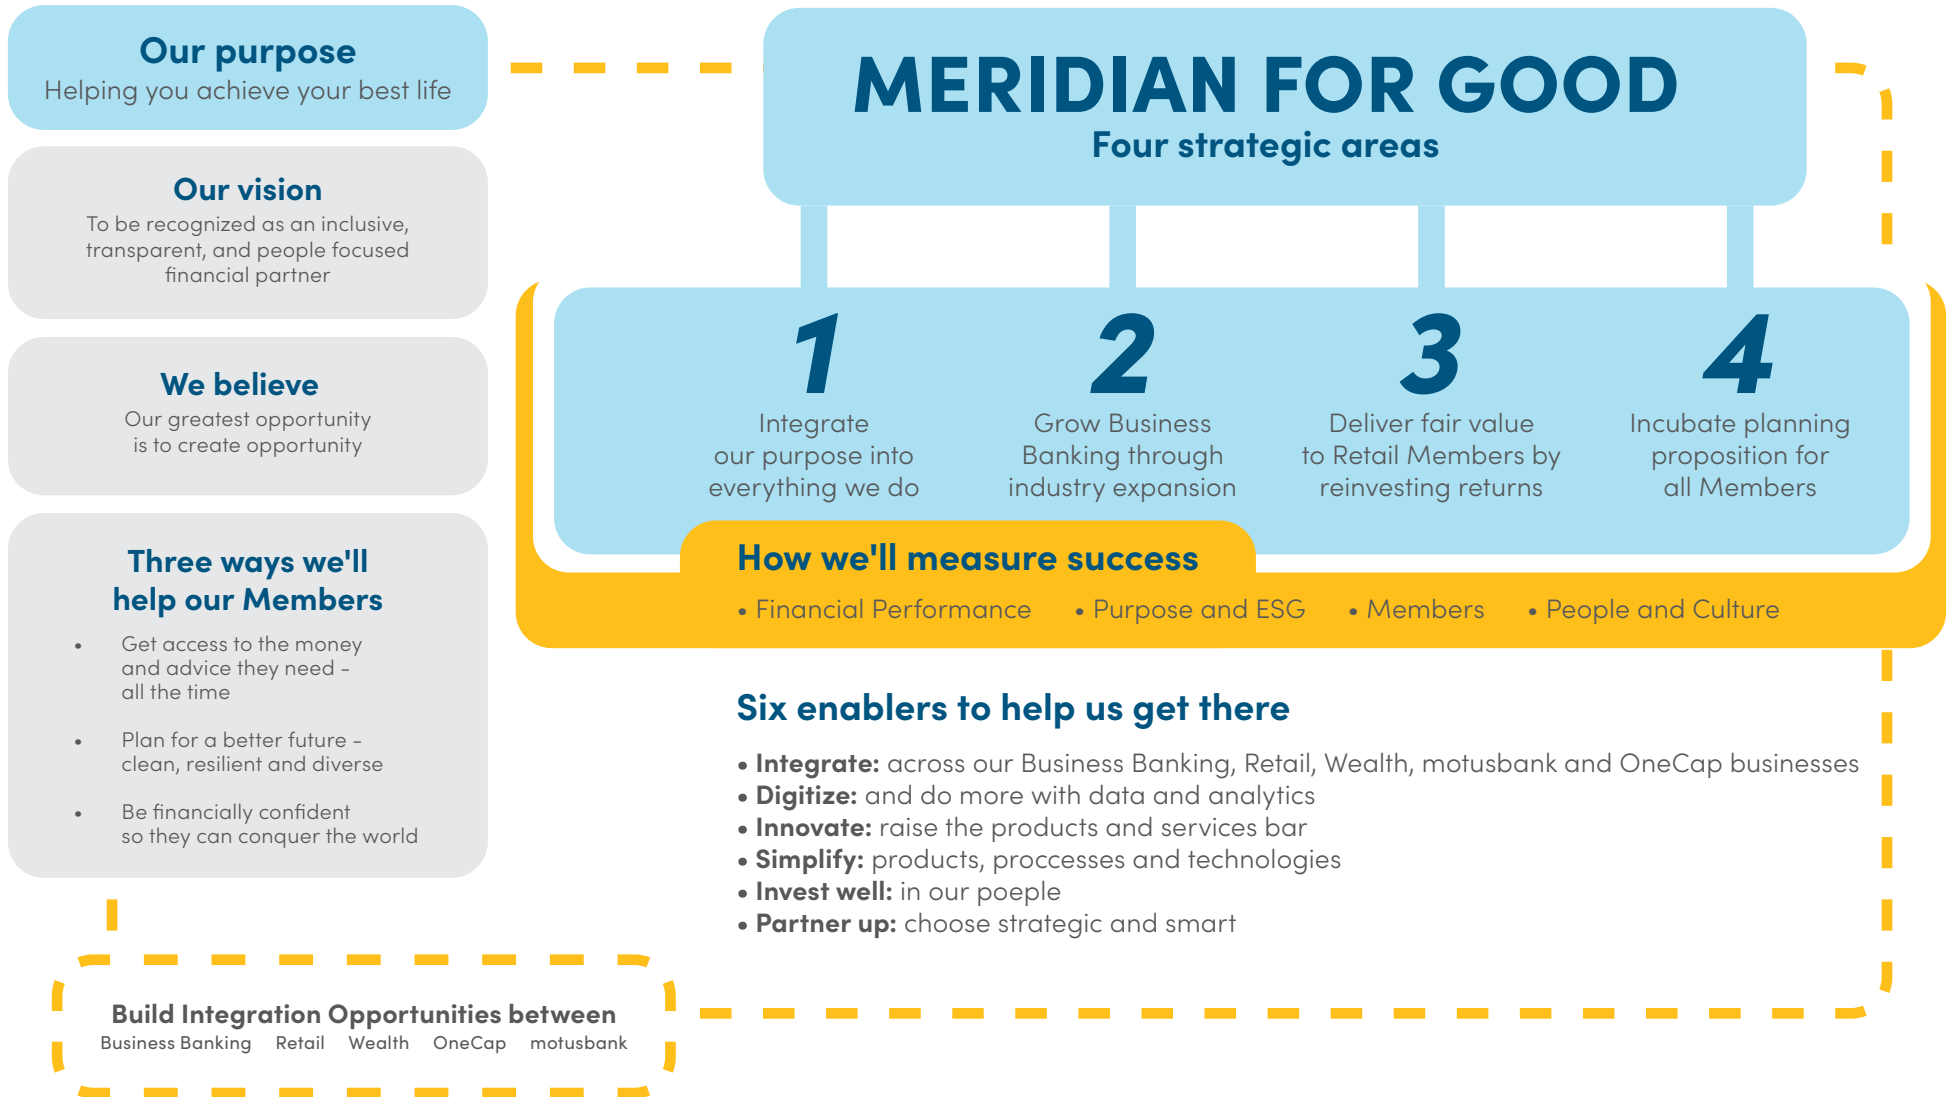 Our purpose
Helping you achieve your best life
Our vision
To be recognized as an inclusive,
transparent, and people focused
financial partner
We believe
Our greatest opportunity
is to create opportunity
Three ways we'll
help our Members
• Get access to the money
and advice they need -
all the time
• Plan for a better future -
clean, resilient and diverse
• Be financially confident
so they can conquer the world
MERIDIAN FOR GOOD
Four strategic areas
1
Integrate
our purpose into
everything we do
2
Grow Business
Banking through
industry expansion
3
Deliver fair value
to Retail Members by
reinvesting returns
4
Incubate planning
proposition for
all Members
How we'll measure success
• Financial Performance • Purpose and ESG • Members • People and Culture
Six enablers to help us get there
• Integrate: across our Business Banking, Retail, Wealth, motusbank and OneCap businesses
• Digitize: and do more with data and analytics
• Innovate: raise the products and services bar
• Simplify: products, proccesses and technologies
• Invest well: in our poeple
• Partner up: choose strategic and smart
Build Integration Opportunities between
Business Banking Retail Wealth OneCap motusbank